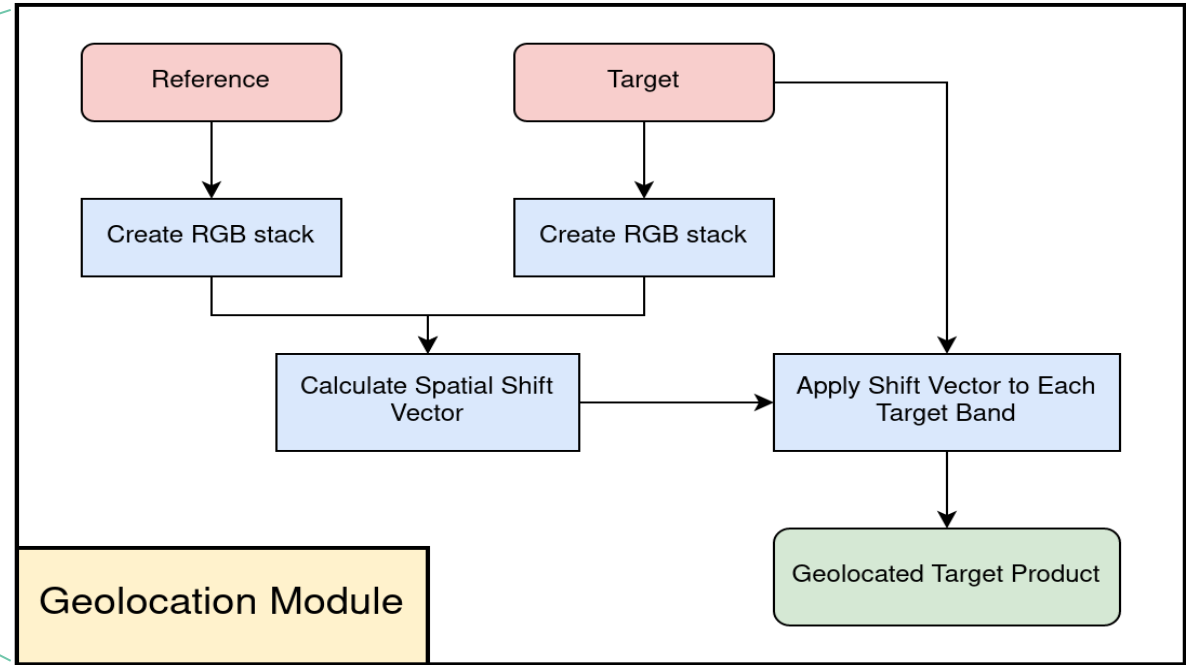 Reference
Target
Create RGB stack
Create RGB stack
Calculate Spatial Shift
Vector
Apply Shift Vector to Each
Target Band
Geolocated Target Product
Geolocation Module